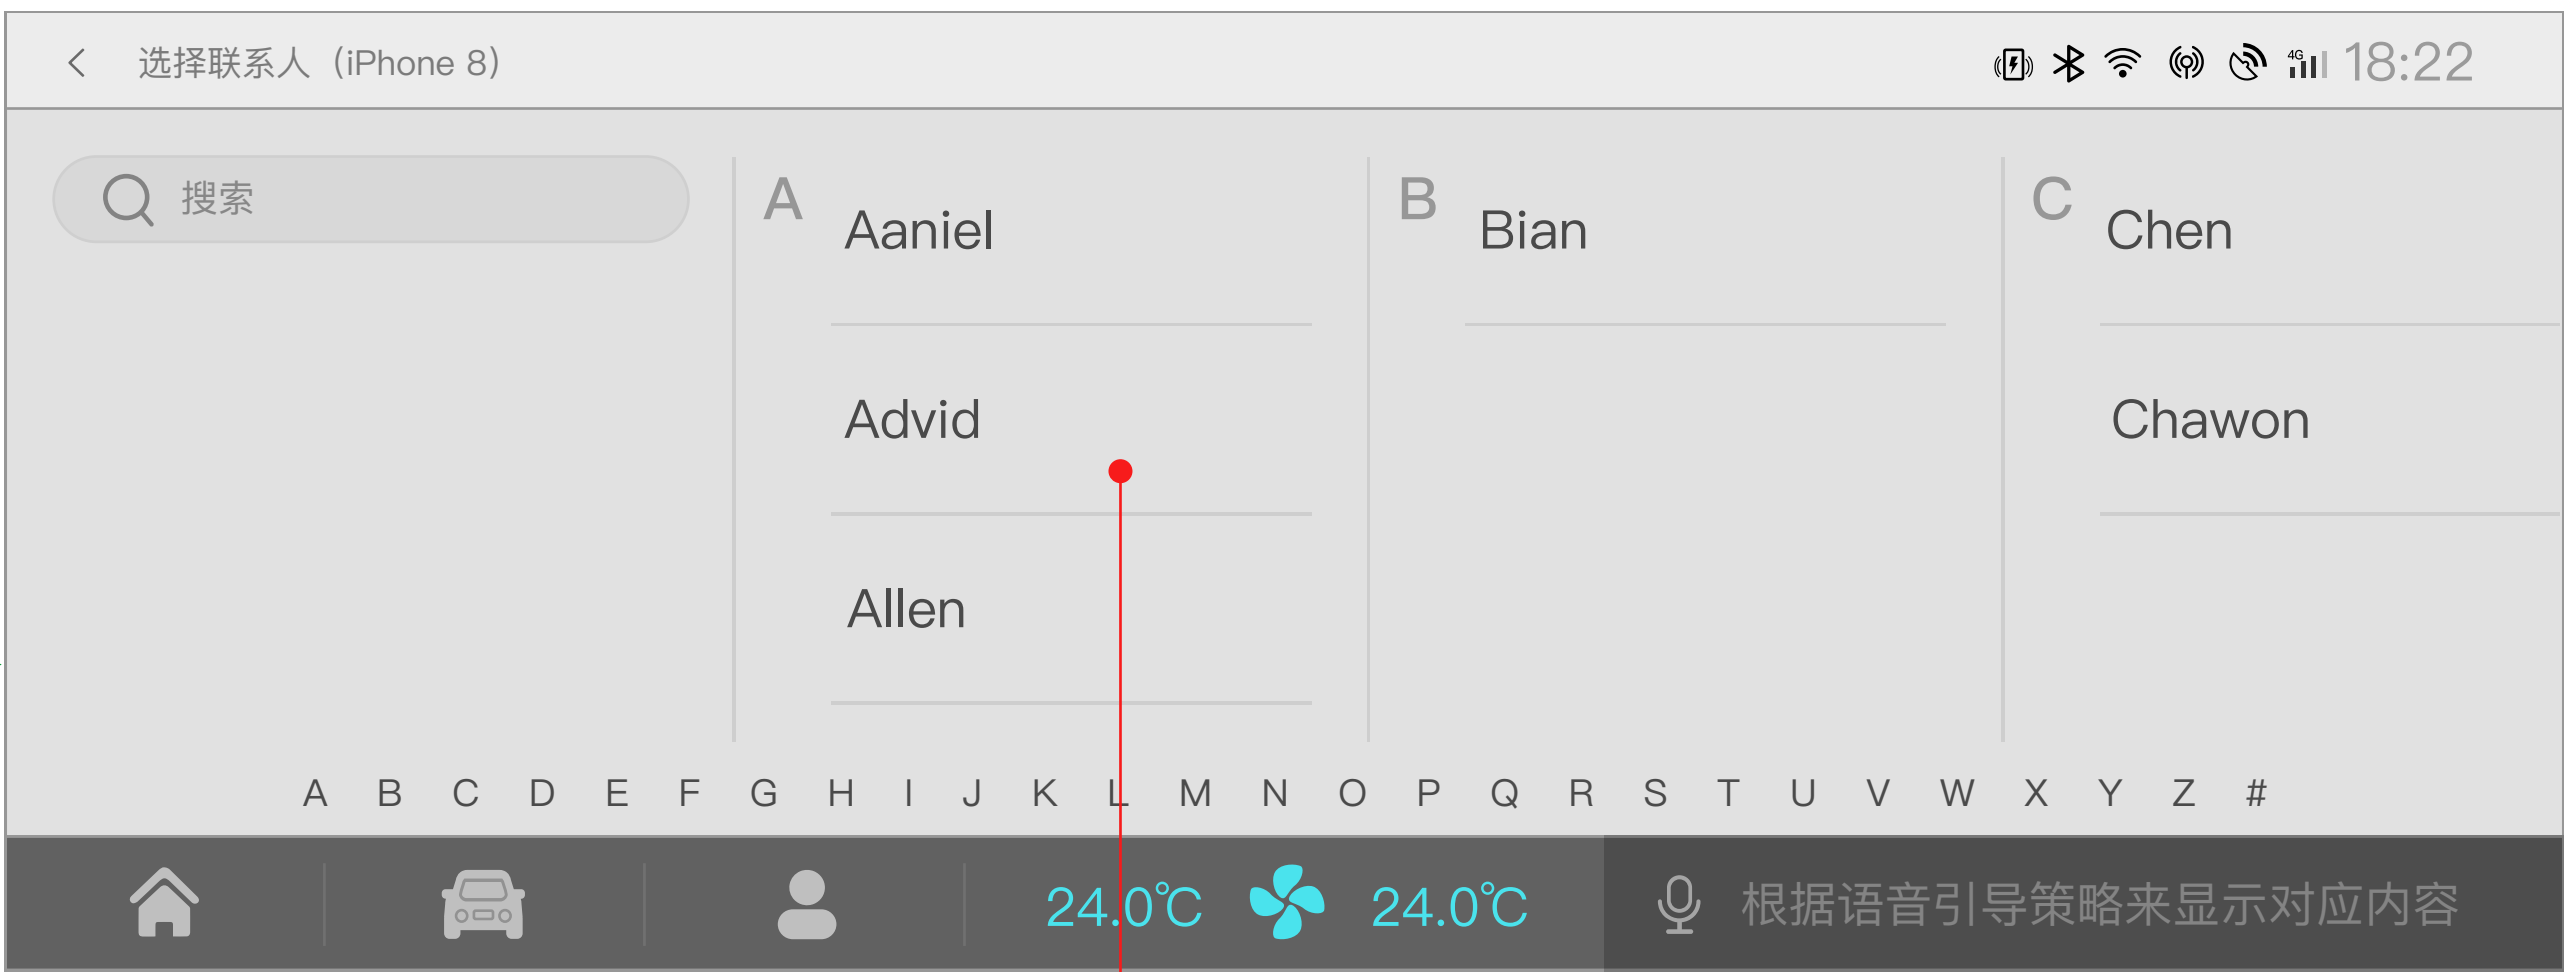 选择联系人（iPhone 8）
4G
18:22
搜索
A
Aaniel
Advid
Allen
B
Bian
C
Chen
Chawon
A B C D E F G H I J K L M N O P Q R S T U V W X Y Z #
24.0℃
24.0℃
根据语音引导策略来显示对应内容